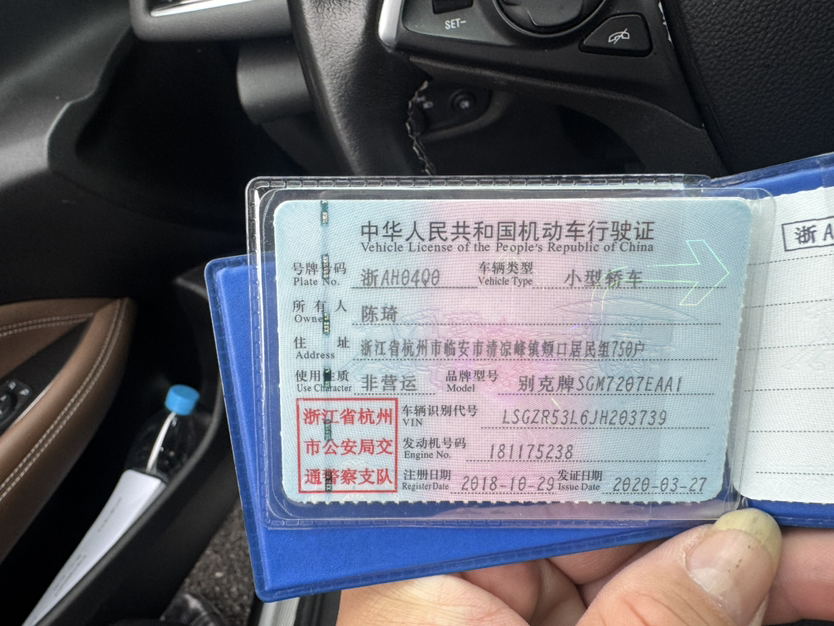 SET-
中华人民共和国机动车行驶证
Vehicle License of the People's Republic of China
号牌号码 浙AH04Q0 车辆类型 小型轿车
Plate No. Vehicle Type
所有人 陈琦
Owner
住址 浙江省杭州市临安市清凉峰镇颊口居民组750户
Address
使用性质 非营运 品牌型号 别克牌SGM7207EAA1
Use Character Model
浙江省杭州
市公安局交
通警察支队
车辆识别代号 LSGZR53L6JH203739
VIN
发动机号码 181175238
Engine No.
注册日期 2018-10-29 发证日期 2020-03-27
Register Date Issue Date
浙A